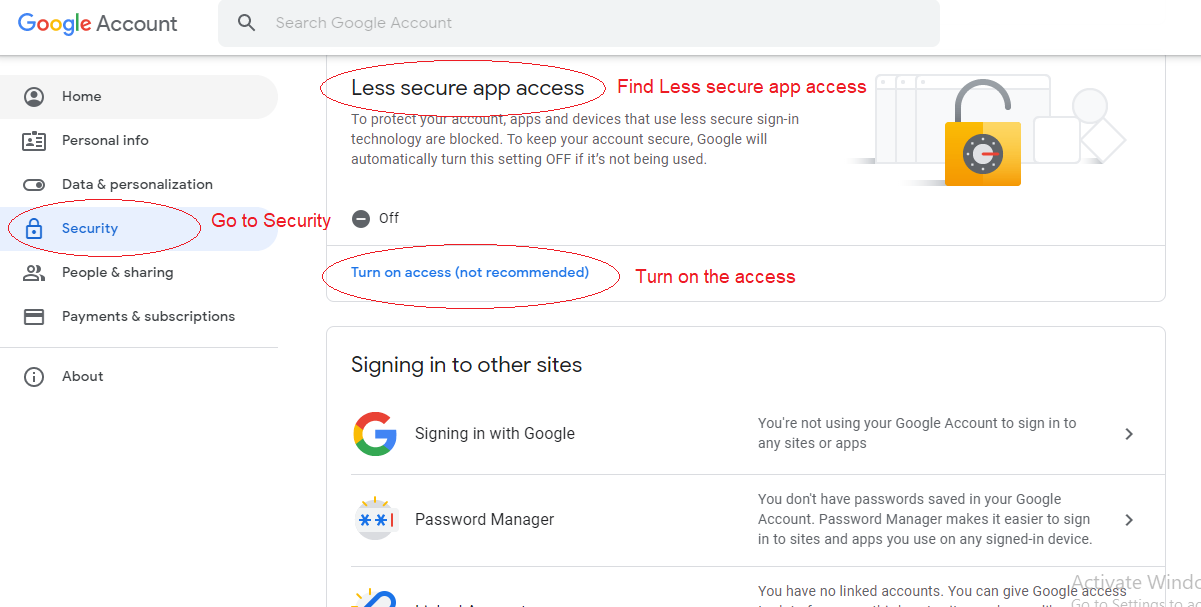 Google Account
Search Google Account
Home
Personal info
Data & personalization
Security
Go to Security
People & sharing
Payments & subscriptions
About
Less secure app access
Find Less secure app access
To protect your account, apps and devices that use less secure sign-in
technology are blocked. To keep your account secure, Google will
automatically turn this setting OFF if it's not being used.
Off
Turn on access (not recommended)
Turn on the access
Signing in to other sites
Signing in with Google
You're not using your Google Account to sign in to
any sites or apps
Password Manager
You don't have passwords saved in your Google
Account. Password Manager makes it easier to sign
in to sites and apps you use on any signed-in device.
You have no linked accounts. You can give Google access
Activate Windo
Go to Settings to ac